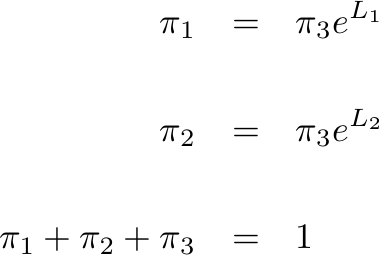 π₁ = π₃e^{L₁}
π₂ = π₃e^{L₂}
π₁ + π₂ + π₃ = 1